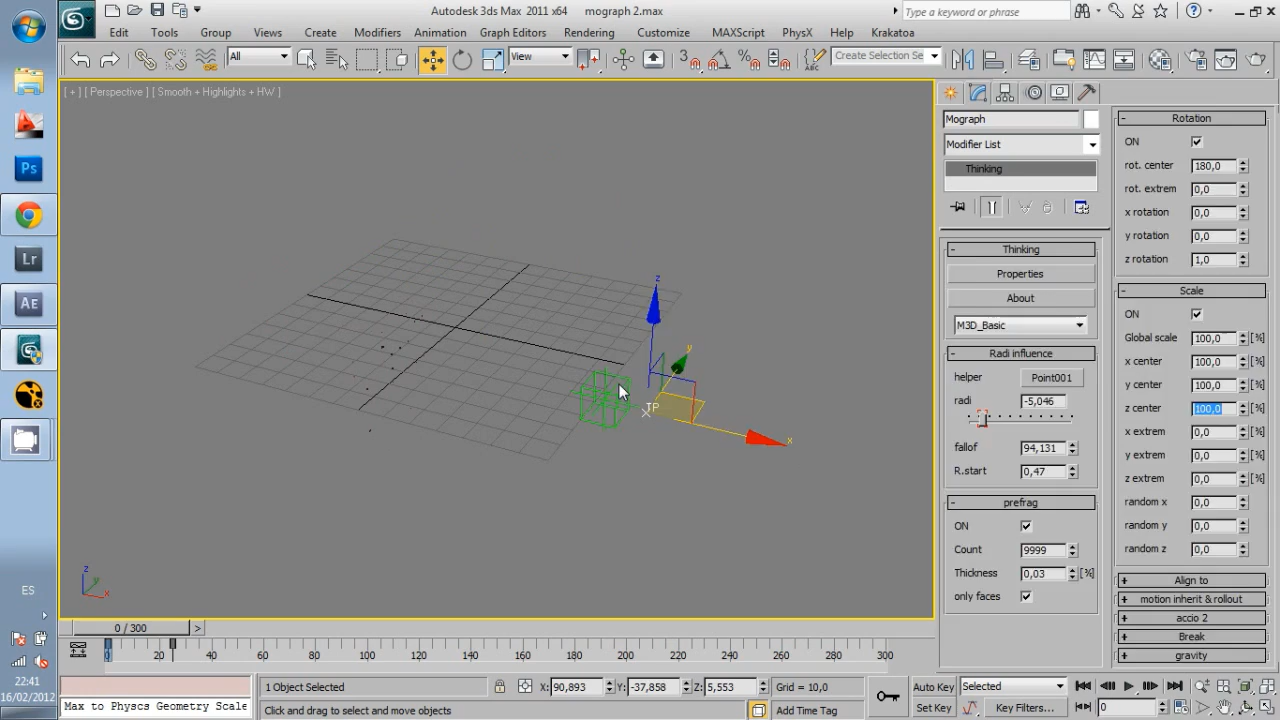 Autodesk 3ds Max 2011 x64 mograph 2.max
Type a keyword or phrase
Edit Tools Group Views Create Modifiers Animation Graph Editors Rendering Customize MAXScript PhysX Help Krakatoa
All View Create Selection Se
[ + ] [ Perspective ] [ Smooth + Highlights + HW ]
Mograph
Modifier List
Thinking
Thinking
Properties
About
M3D_Basic
Radi influence
helper Point001
radi -5,046
fallof 94,131
R.start 0,47
prefrag
ON
Count 9999
Thickness 0,03 [%]
only faces
Rotation
ON
rot. center 180,0
rot. extrem 0,0
x rotation 0,0
y rotation 0,0
z rotation 1,0
Scale
ON
Global scale 100,0 [%]
x center 100,0 [%]
y center 100,0 [%]
z center 100,0 [%]
x extrem 0,0 [%]
y extrem 0,0 [%]
z extrem 0,0 [%]
random x 0,0
random y 0,0
random z 0,0
Align to
motion inherit & rollout
accio 2
Break
gravity
z
y
x
TP
z
y
x
Ps
Lr
AE
ES
22:41
16/02/2012
0 / 300
0 20 40 60 80 100 120 140 160 180 200 220 240 260 280 300
1 Object Selected X: 90,893 Y: -37,858 Z: 5,553 Grid = 10,0 Auto Key Selected
Max to Physcs Geometry Scale Click and drag to select and move objects Add Time Tag Set Key Key Filters... 0